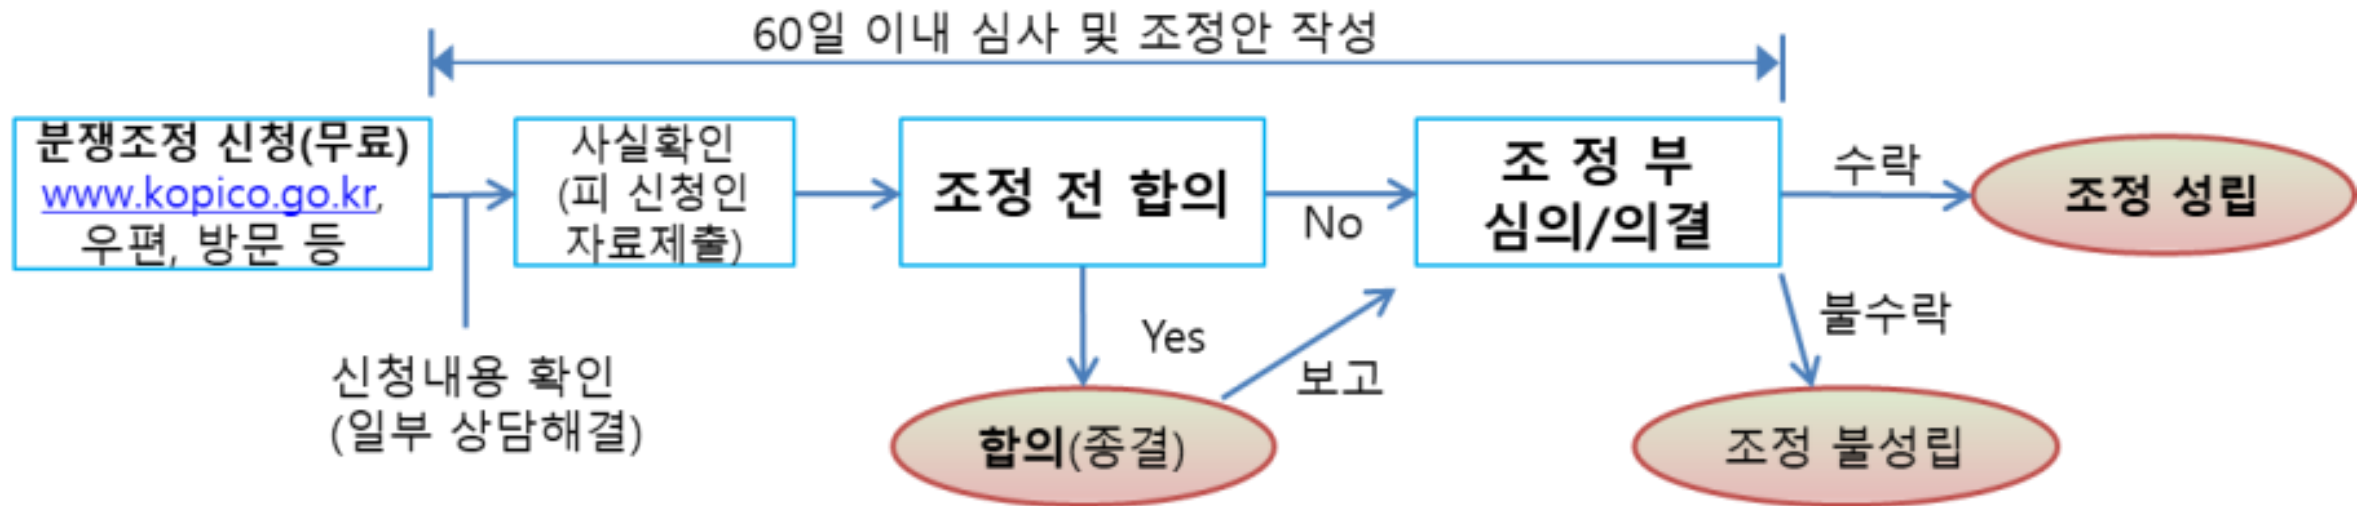 60일 이내 심사 및 조정안 작성
분쟁조정 신청(무료)
www.kopico.go.kr,
우편, 방문 등
신청내용 확인
(일부 상담해결)
사실확인
(피 신청인
자료제출)
조정 전 합의
No
Yes
합의(종결)
보고
조 정 부
심의/의결
수락
조정 성립
불수락
조정 불성립